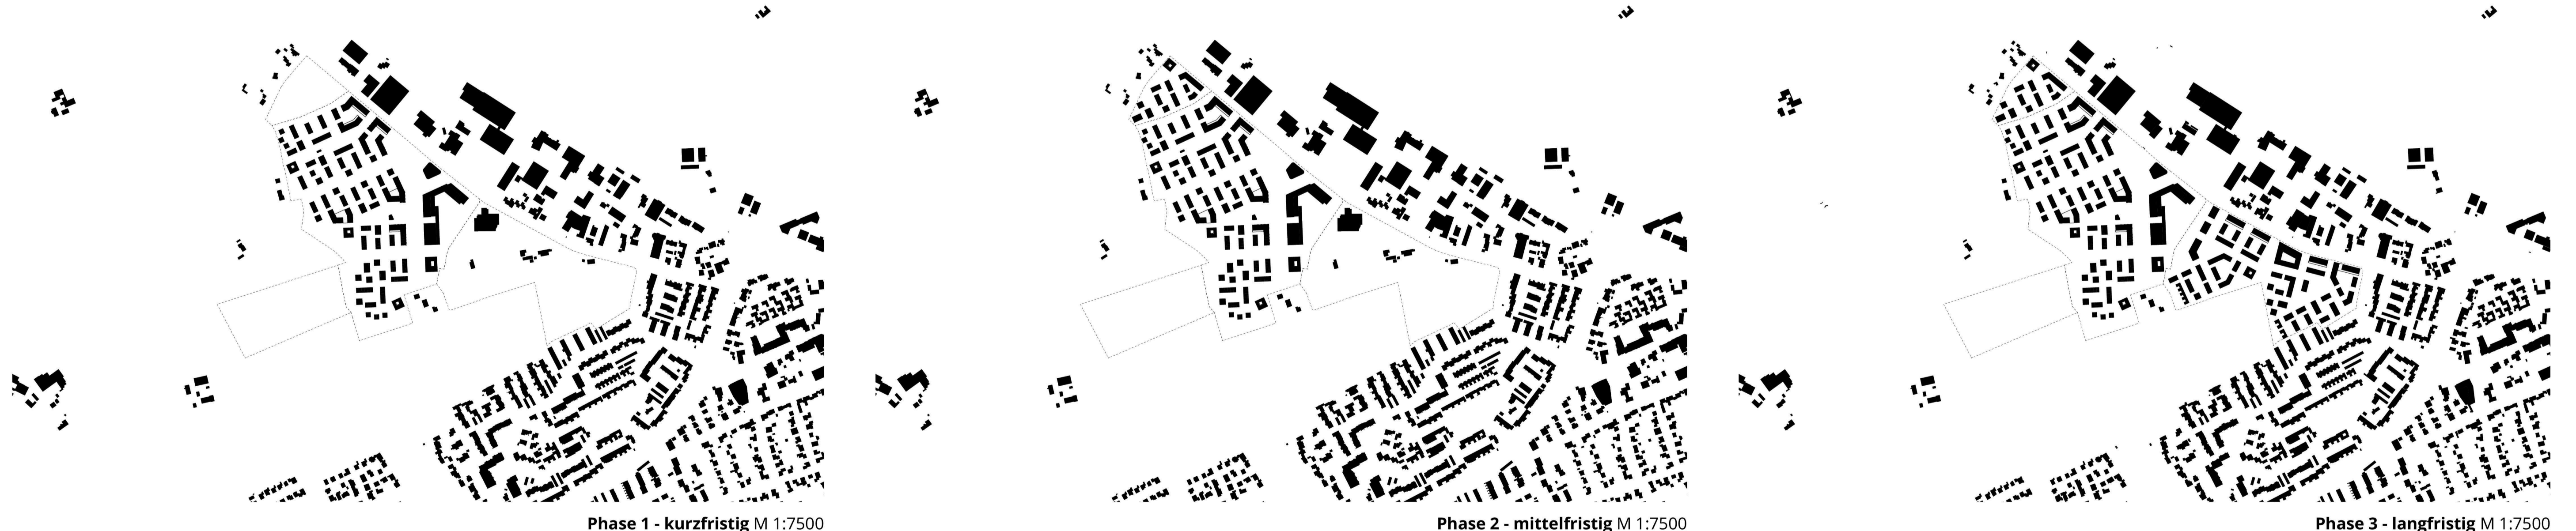 Phase 1 - kurzfristig M 1:7500
Phase 2 - mittelfristig M 1:7500
Phase 3 - langfristig M 1:7500